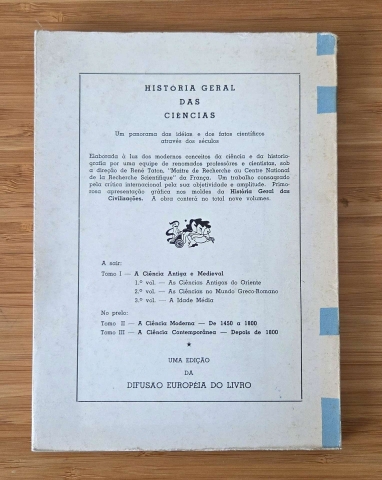 HISTÓRIA GERAL
DAS
CIÊNCIAS
Um panorama das idéias e dos fatos científicos
através dos séculos
Elaborada à luz dos modernos conceitos da ciência e da historio-
grafia por uma equipe de renomados professôres e cientistas, sob
a direção de René Taton, "Maitre de Recherche au Centre National
de la Recherche Scientifique" da França. Um trabalho consagrado
pela crítica internacional pela sua objetividade e amplitude. Primo-
rosa apresentação gráfica nos moldes da História Geral das
Civilizações. A obra conterá no total nove volumes.
A sair:
Tomo I — A Ciência Antiga e Medieval
1.º vol. — As Ciências Antigas do Oriente
2.º vol. — As Ciências no Mundo Greco-Romano
3.º vol. — A Idade Média
No prelo:
Tomo II — A Ciência Moderna — De 1450 a 1800
Tomo III — A Ciência Contemporânea — Depois de 1800
UMA EDIÇÃO
DA
DIFUSÃO EUROPÉIA DO LIVRO